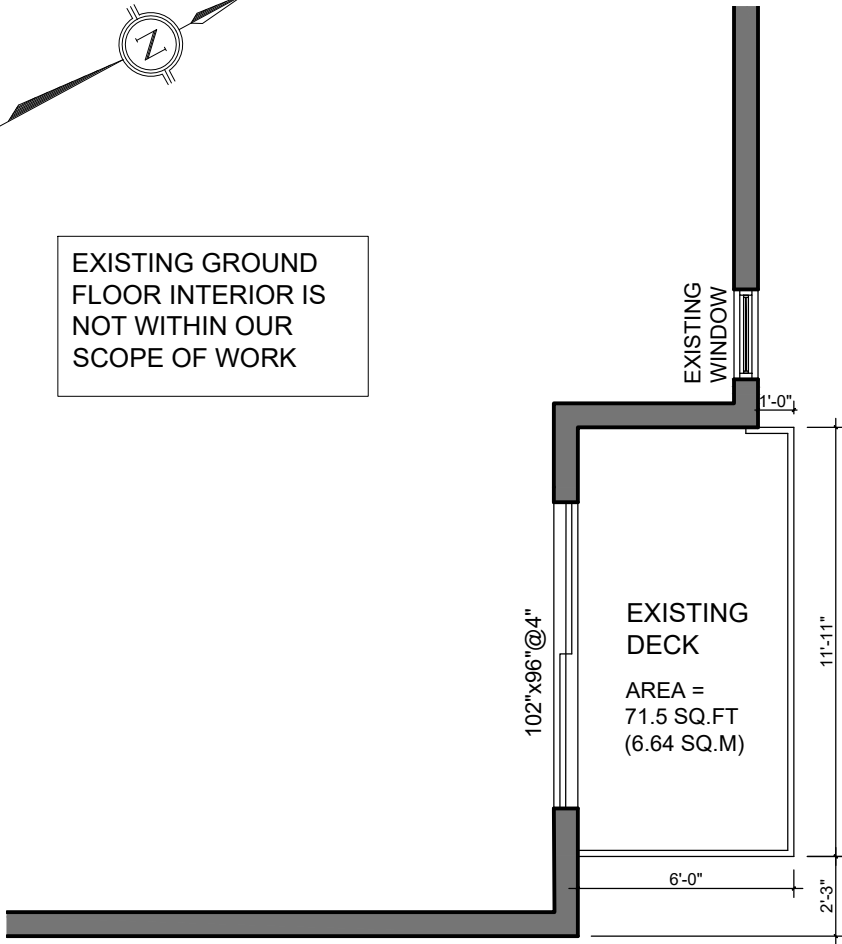 N
EXISTING GROUND
FLOOR INTERIOR IS
NOT WITHIN OUR
SCOPE OF WORK
EXISTING
WINDOW
1'-0"
102"x96"@4"
EXISTING
DECK
AREA =
71.5 SQ.FT
(6.64 SQ.M)
11'-11"
6'-0"
2'-3"